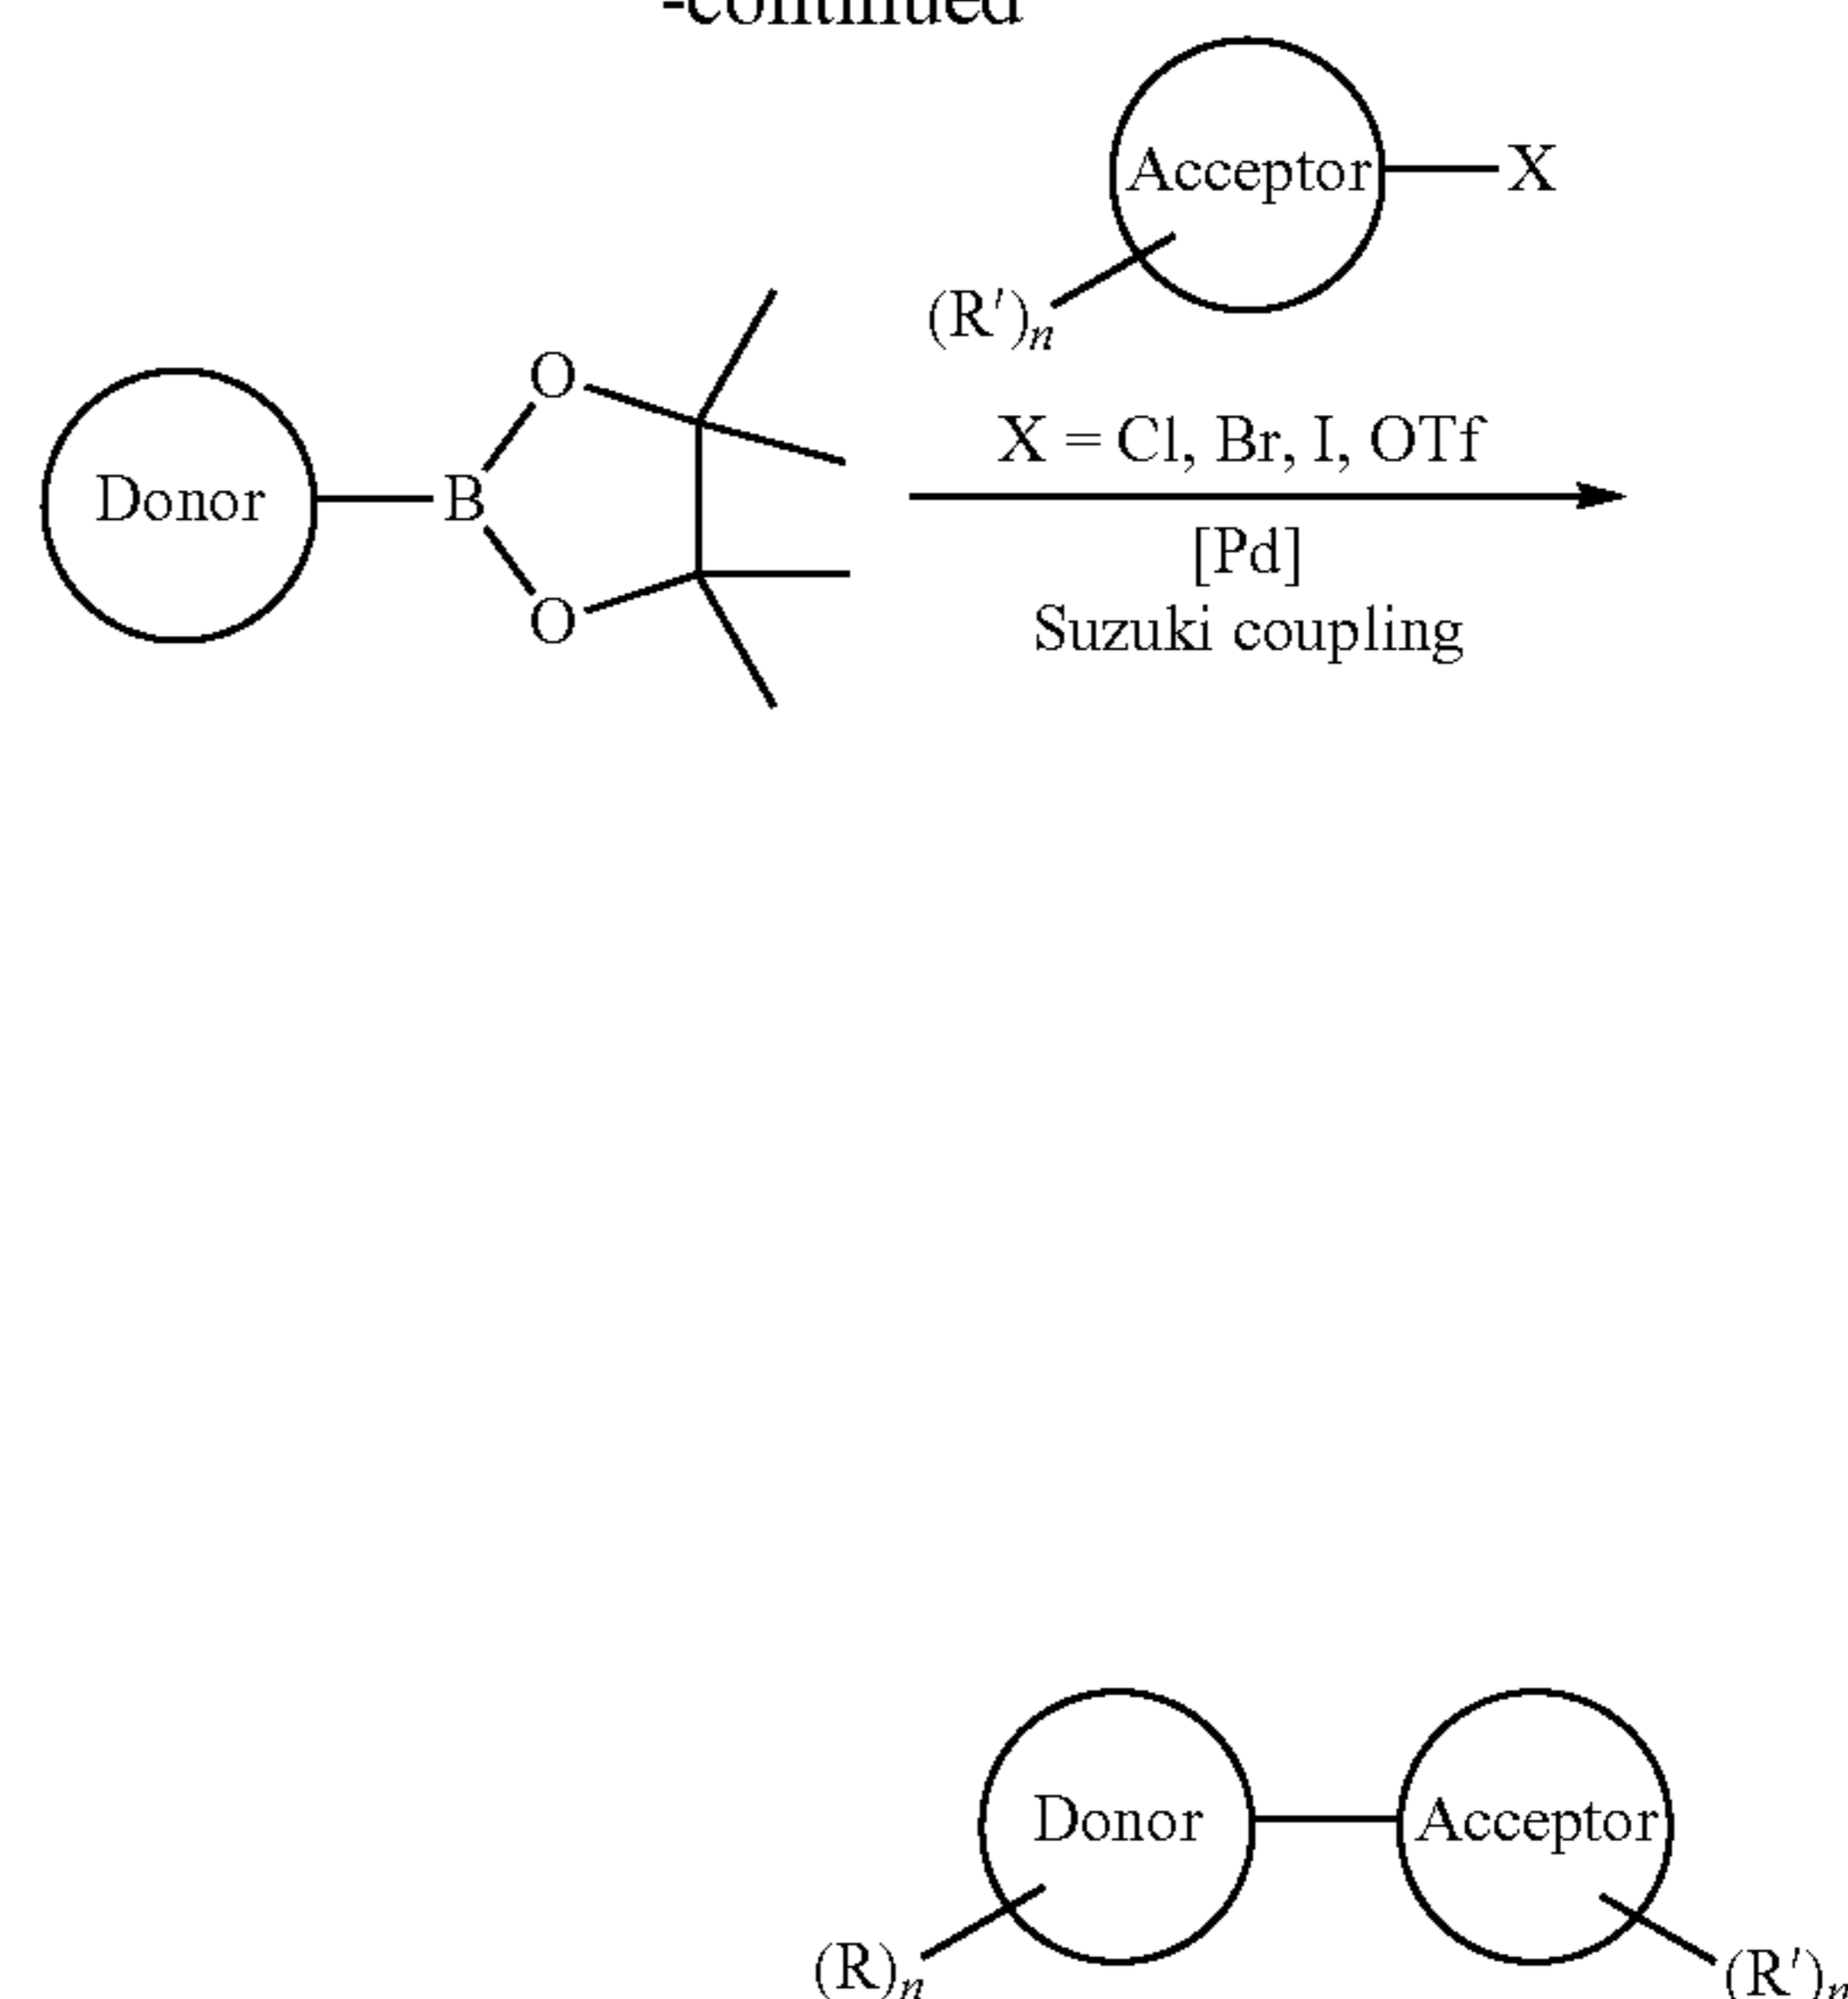 -continued
Acceptor X
(R′)n
O
X = Cl, Br, I, OTf
Donor B
[Pd]
O
Suzuki coupling
Donor Acceptor
(R)n (R′)n